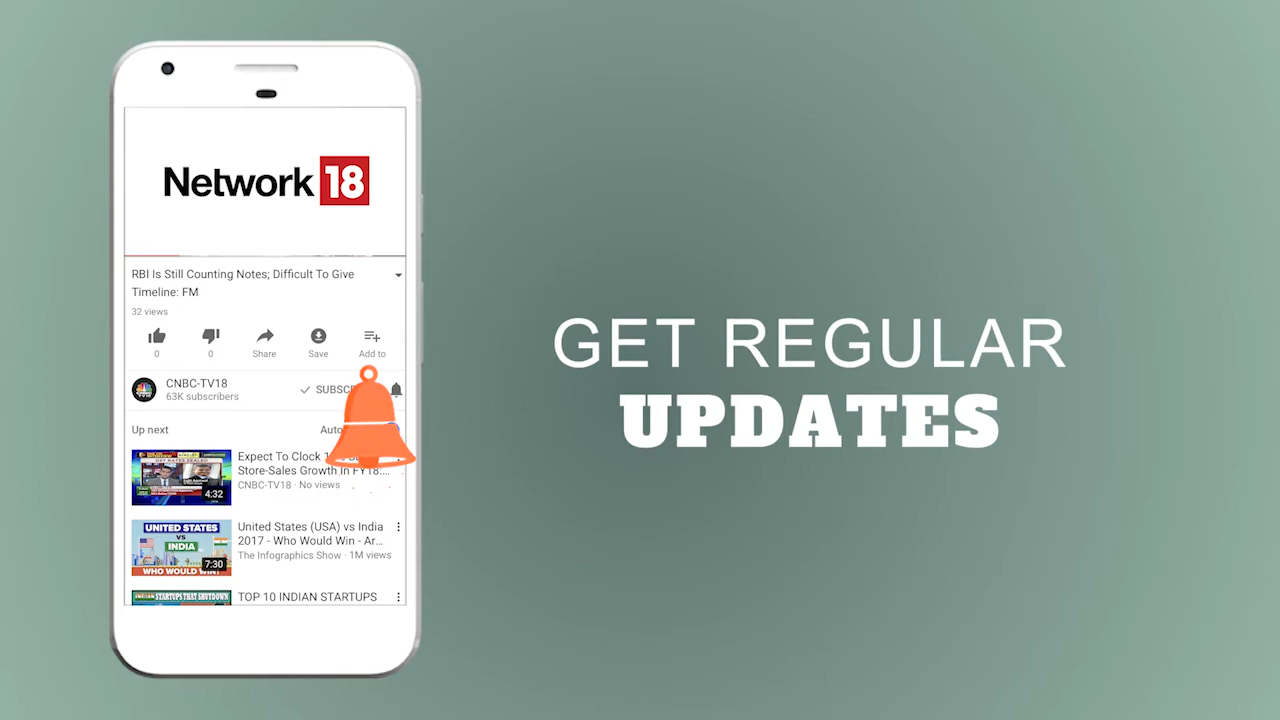 Network 18
RBI Is Still Counting Notes; Difficult To Give
Timeline: FM
32 views
0
0
Share
Save
Add to
CNBC-TV18
63K subscribers
Up next
Expect To Clock
Store-Sales Growth In FY18:...
CNBC-TV18 · No views
4:32
UNITED STATES
VS
INDIA
WHO WOULD WIN?
7:30
United States (USA) vs India
2017 - Who Would Win - Ar...
The Infographics Show · 1M views
INDIAN STARTUPS THAT SHUTDOWN
TOP 10 INDIAN STARTUPS
GET REGULAR
UPDATES